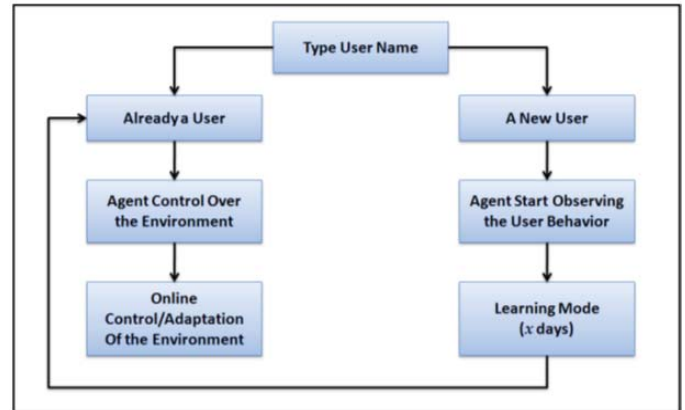 Type User Name
Already a User
A New User
Agent Control Over
the Environment
Agent Start Observing
the User Behavior
Online
Control/Adaptation
Of the Environment
Learning Mode
(x days)